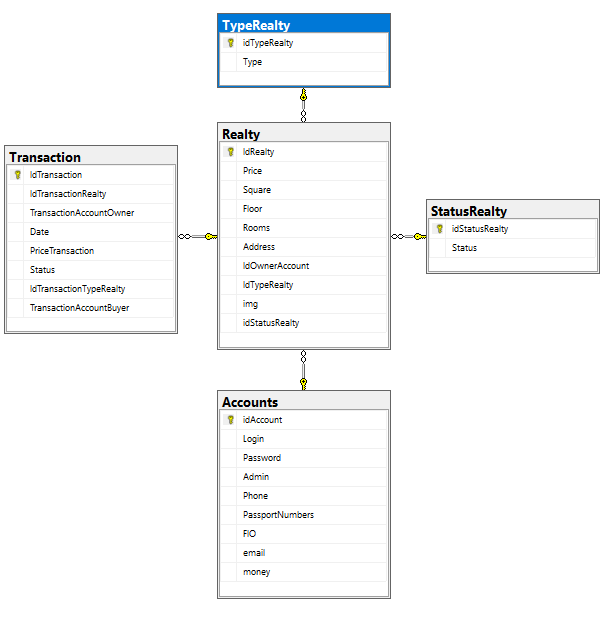 TypeRealty
idTypeRealty
Type
Realty
IdRealty
Price
Square
Floor
Rooms
Address
IdOwnerAccount
IdTypeRealty
img
idStatusRealty
Transaction
IdTransaction
IdTransactionRealty
TransactionAccountOwner
Date
PriceTransaction
Status
IdTransactionTypeRealty
TransactionAccountBuyer
StatusRealty
idStatusRealty
Status
Accounts
idAccount
Login
Password
Admin
Phone
PassportNumbers
FIO
email
money